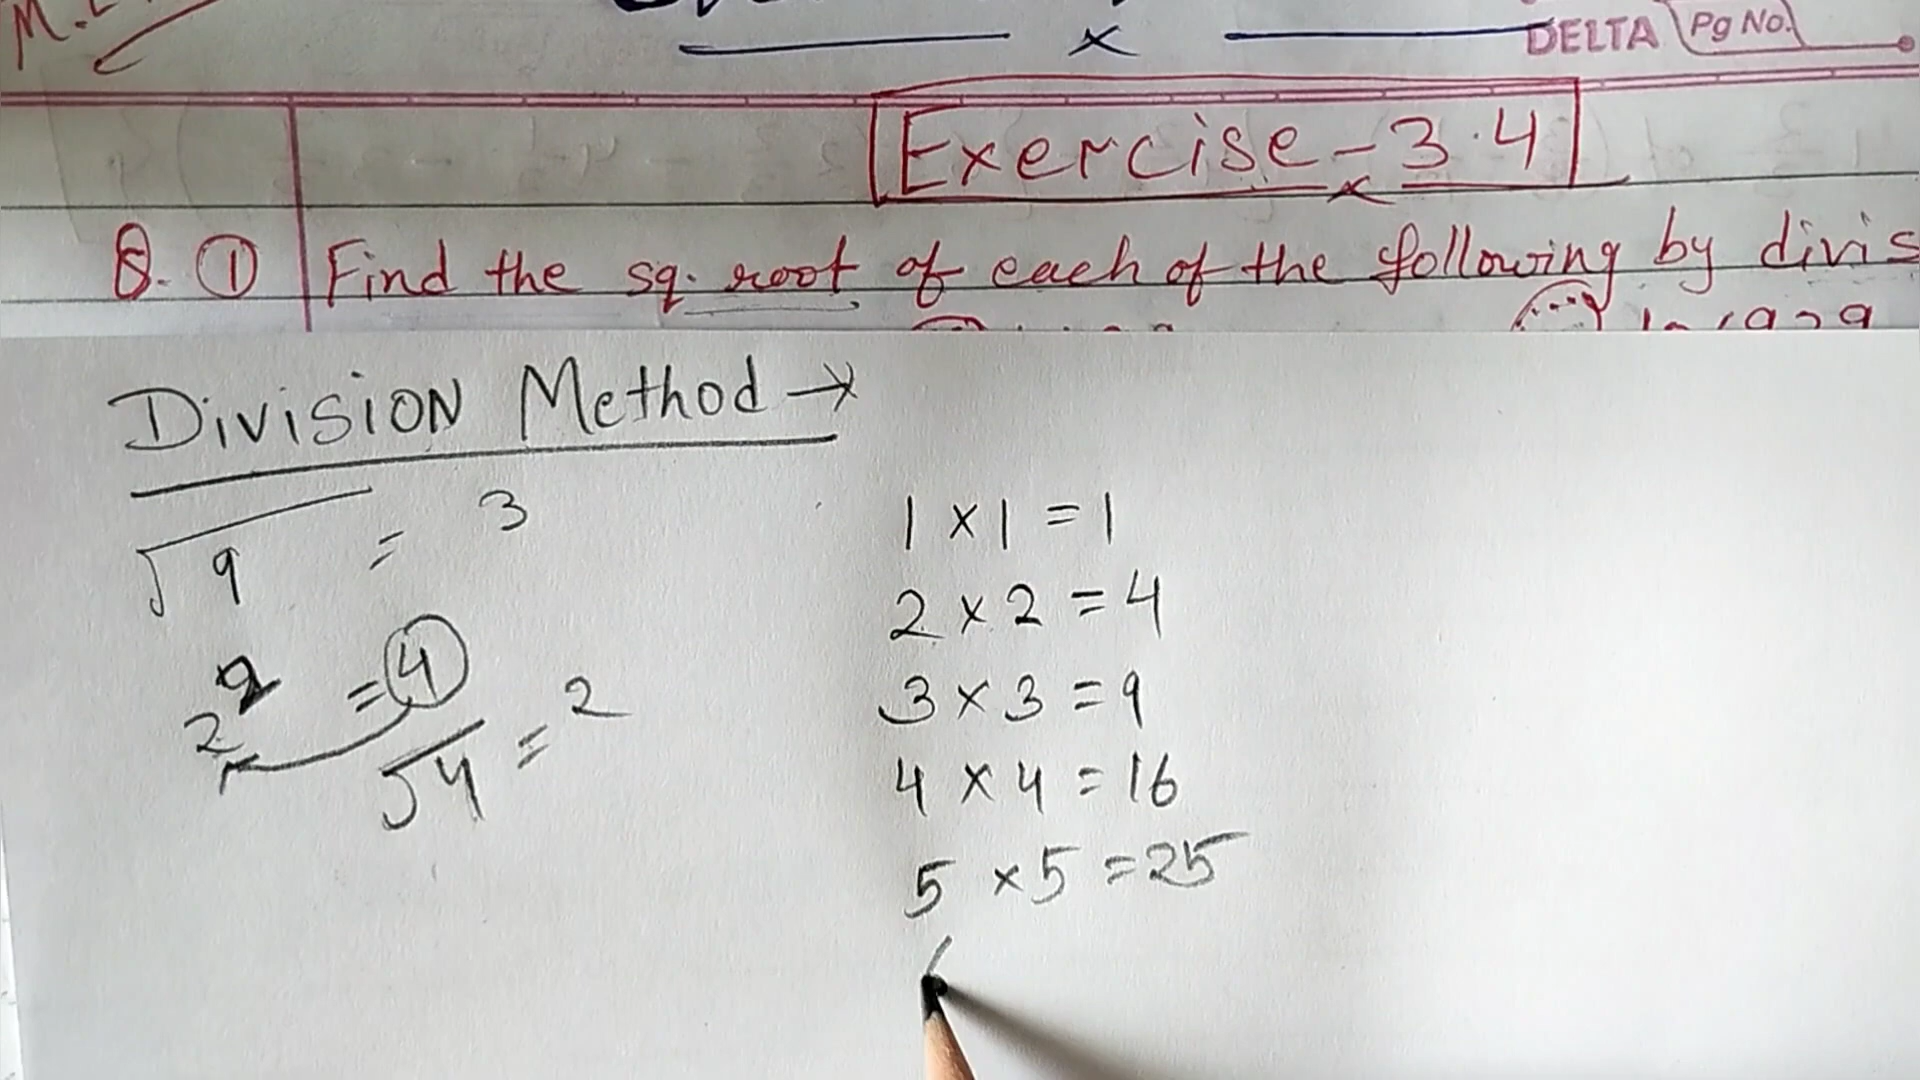 DELTA Pg No.
×
Exercise - 3.4
Q. ① Find the sq. root of each of the following by divis
Division Method →
√9 = 3
1 × 1 = 1
2 × 2 = 4
2² = 4
3 × 3 = 9
√4 = 2
4 × 4 = 16
5 × 5 = 25